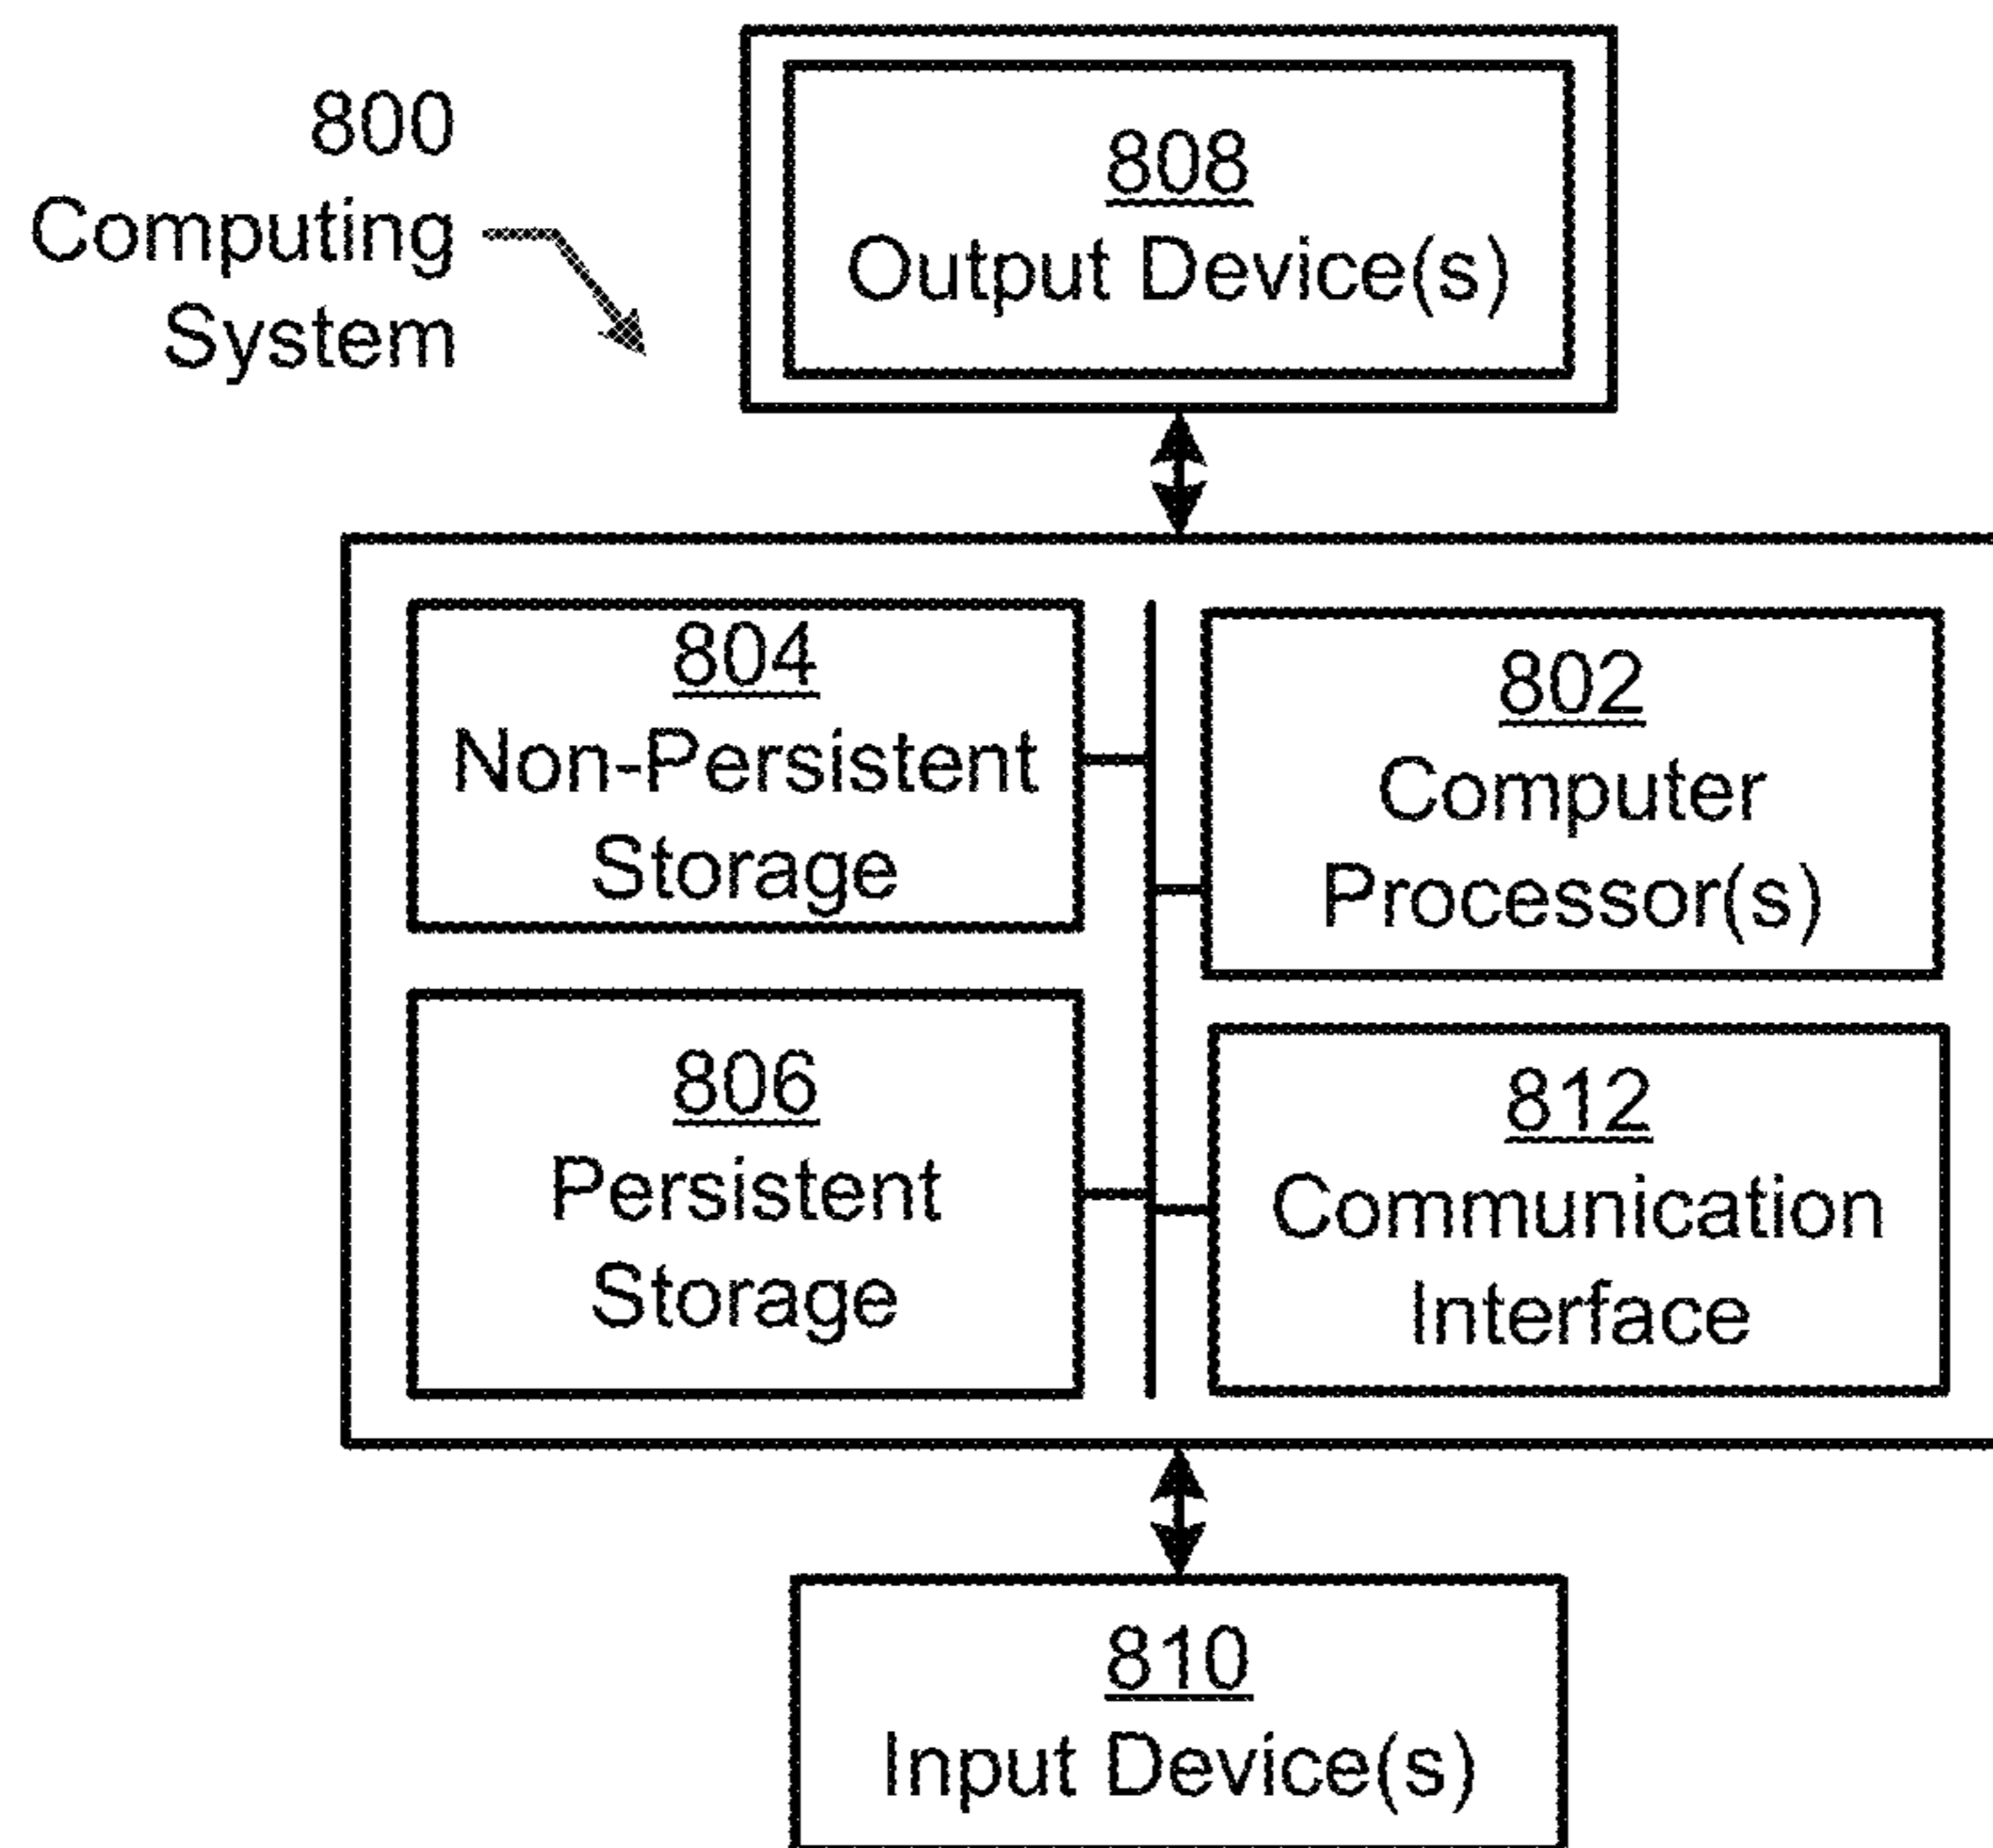 800
Computing
System
808
Output Device(s)
804
Non-Persistent
Storage
802
Computer
Processor(s)
806
Persistent
Storage
812
Communication
Interface
810
Input Device(s)